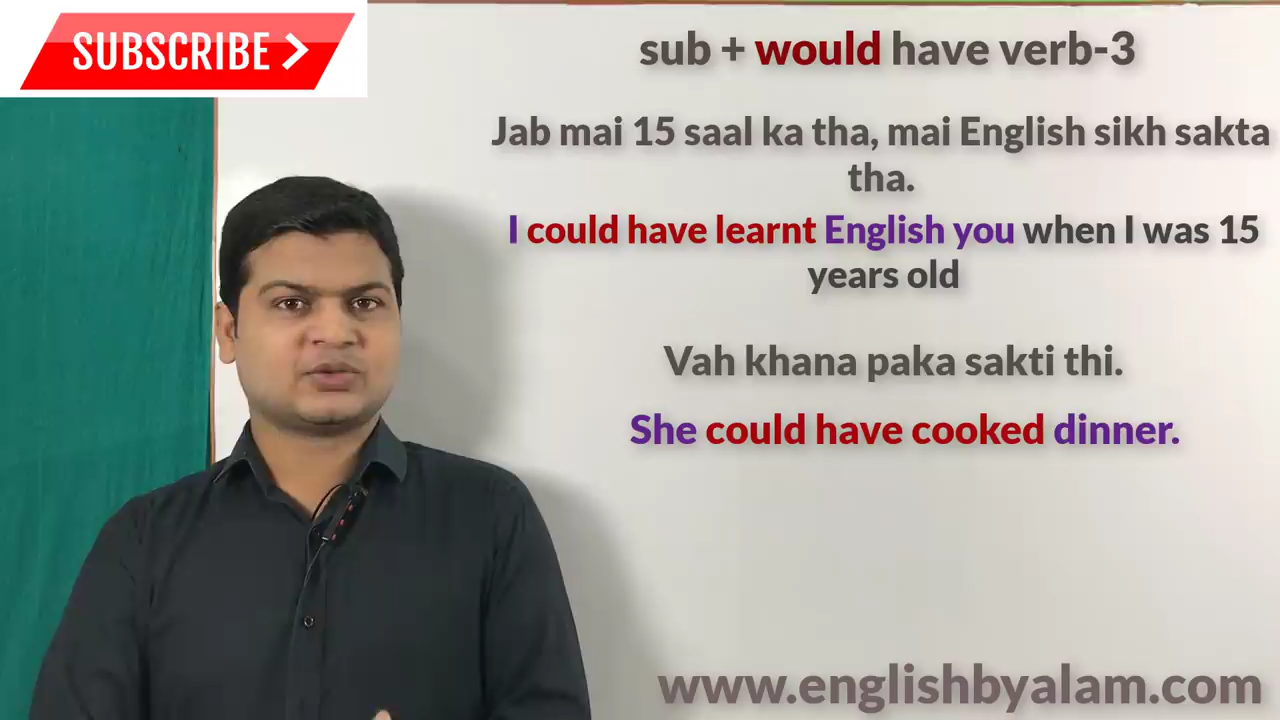 SUBSCRIBE
sub + would have verb-3
Jab mai 15 saal ka tha, mai English sikh sakta
tha.
I could have learnt English you when I was 15
years old
Vah khana paka sakti thi.
She could have cooked dinner.
www.englishbyalam.com